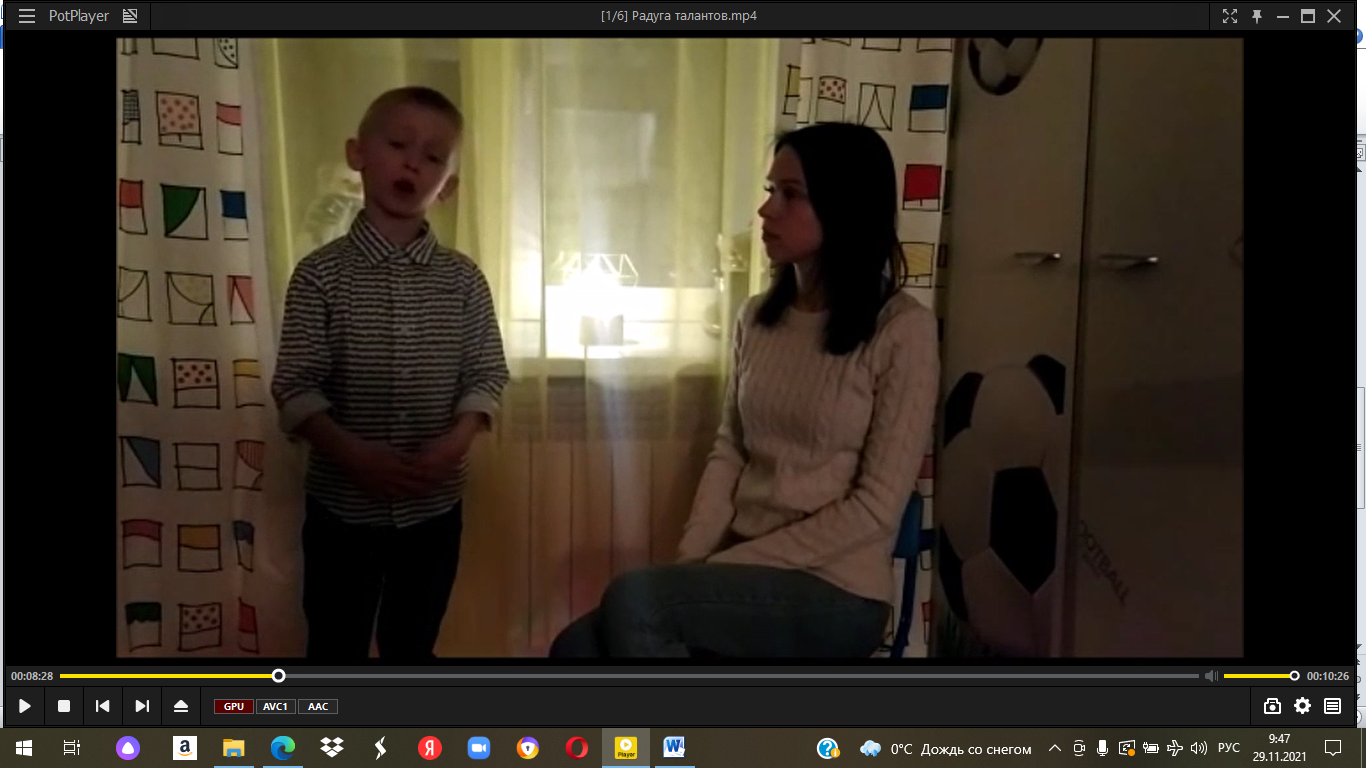 PotPlayer
[1/6] Радуга талантов.mp4
FOOTBALL
00:08:28
00:10:26
GPU AVC1 AAC
0°C Дождь со снегом
РУС
9:47
29.11.2021